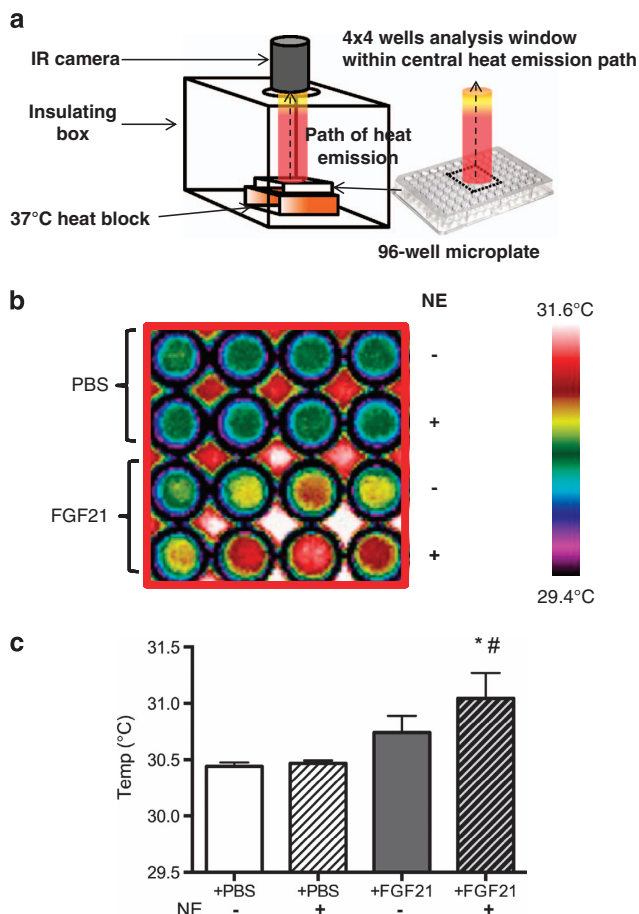 a
IR camera
4x4 wells analysis window
within central heat emission path
Insulating
box
Path of heat
emission
37°C heat block
96-well microplate
b
NE
31.6°C
PBS
-
+
FGF21
-
+
29.4°C
c
* #
31.5
31.0
30.5
30.0
29.5
Temp (°C)
+PBS +PBS +FGF21 +FGF21
NE - + - +